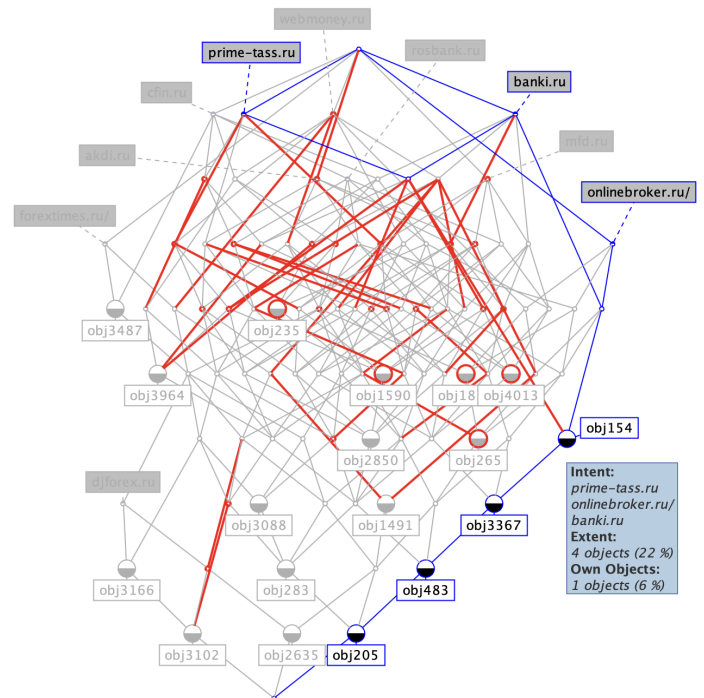 webmoney.ru
prime-tass.ru
rosbank.ru
banki.ru
cfin.ru
mfd.ru
akdi.ru
onlinebroker.ru/
forextimes.ru/
obj3487
obj235
obj3964
obj1590
obj18
obj4013
obj154
obj2850
obj265
djforex.ru
Intent:
prime-tass.ru
onlinebroker.ru/
banki.ru
Extent:
4 objects (22 %)
Own Objects:
1 objects (6 %)
obj3088
obj1491
obj3367
obj3166
obj283
obj483
obj3102
obj2635
obj205